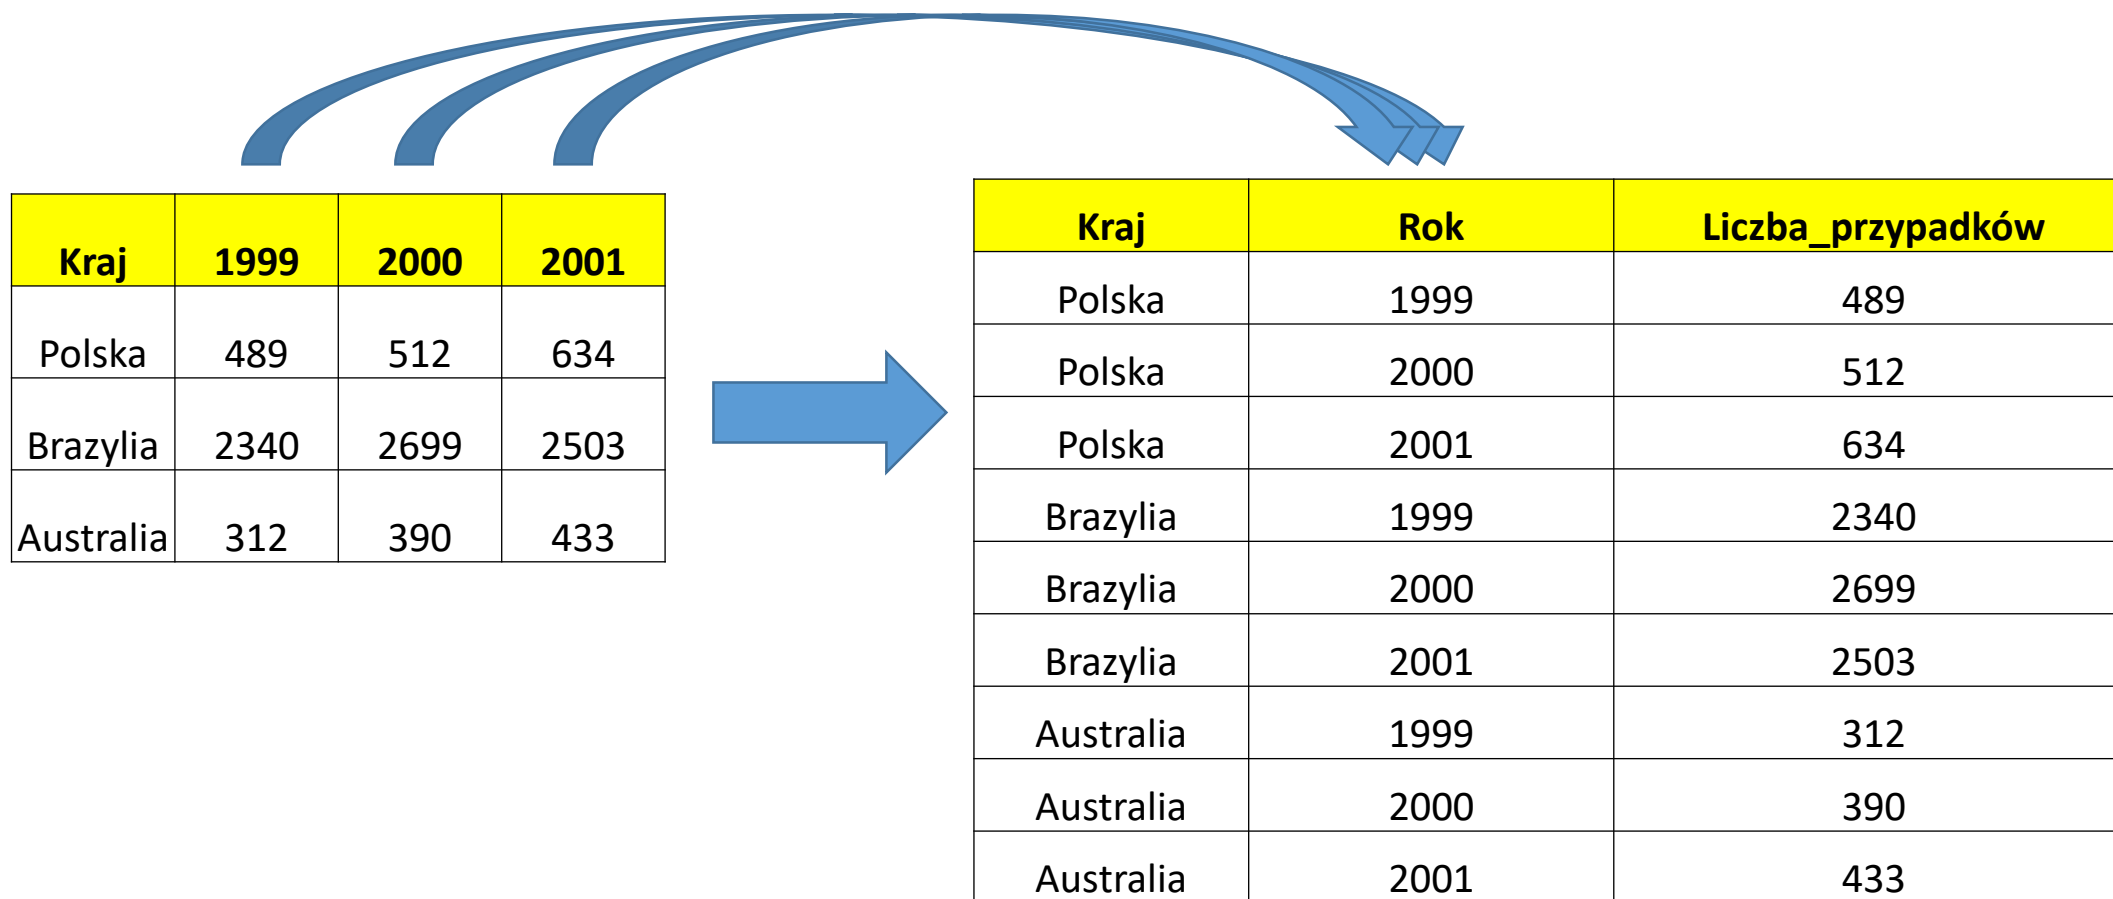 Kraj 1999 2000 2001
Polska 489 512 634
Brazylia 2340 2699 2503
Australia 312 390 433
Kraj Rok Liczba_przypadków
Polska 1999 489
Polska 2000 512
Polska 2001 634
Brazylia 1999 2340
Brazylia 2000 2699
Brazylia 2001 2503
Australia 1999 312
Australia 2000 390
Australia 2001 433